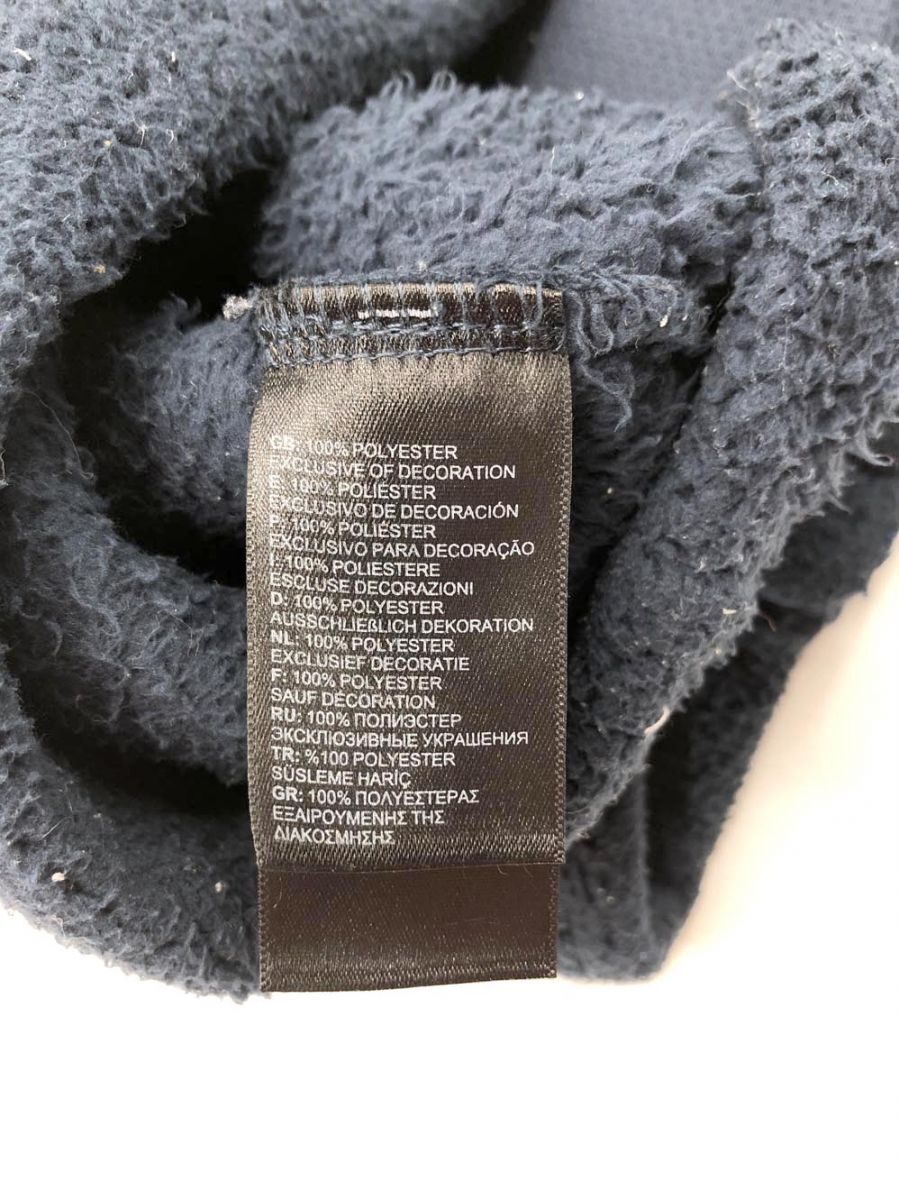 GB: 100% POLYESTER
EXCLUSIVE OF DECORATION
E: 100% POLIESTER
EXCLUSIVO DE DECORACIÓN
P: 100% POLIÉSTER
EXCLUSIVO PARA DECORAÇÃO
I: 100% POLIESTERE
ESCLUSE DECORAZIONI
D: 100% POLYESTER
AUSSCHLIEßLICH DEKORATION
NL: 100% POLYESTER
EXCLUSIEF DECORATIE
F: 100% POLYESTER
SAUF DÉCORATION
RU: 100% ПОЛИЭСТЕР
ЭКСКЛЮЗИВНЫЕ УКРАШЕНИЯ
TR: %100 POLYESTER
SÜSLEME HARİÇ
GR: 100% ΠΟΛΥΕΣΤΕΡΑΣ
ΕΞΑΙΡΟΥΜΕΝΗΣ ΤΗΣ
ΔΙΑΚΟΣΜΗΣΗΣ